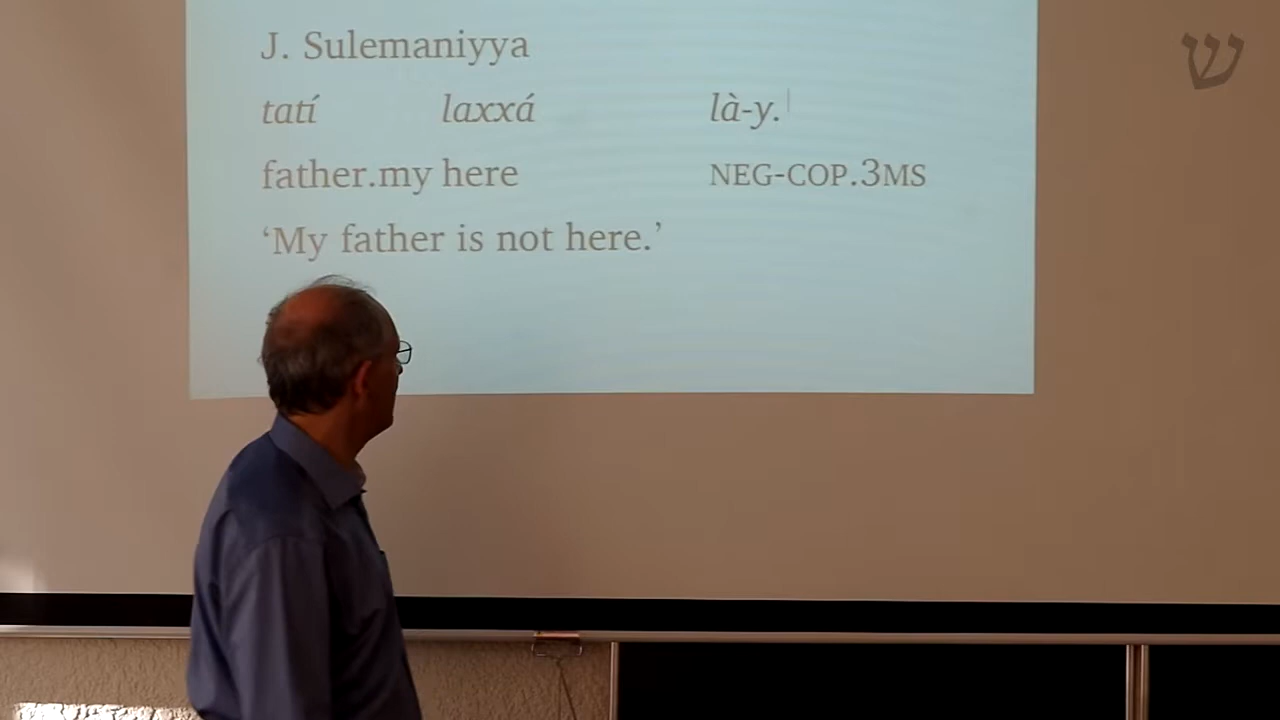 J. Sulemaniyya
tatí laxxá là-y.|
father.my here NEG-COP.3MS
‘My father is not here.’
ש